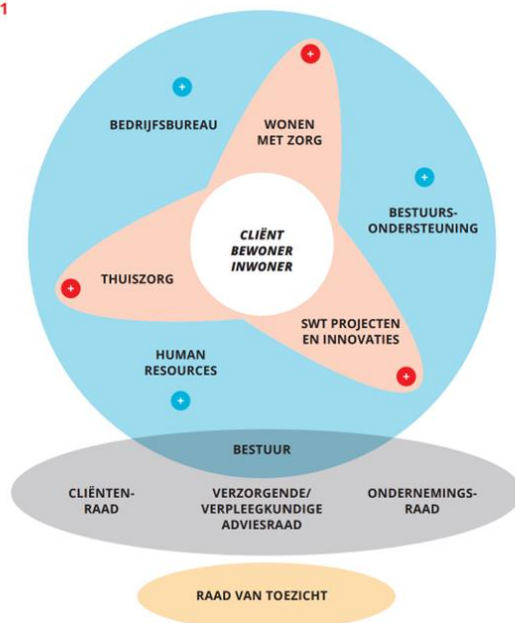 1
BEDRIJFSBUREAU
WONEN
MET ZORG
BESTUURS-
ONDERSTEUNING
CLIËNT
BEWONER
INWONER
THUISZORG
SWT PROJECTEN
EN INNOVATIES
HUMAN
RESOURCES
BESTUUR
CLIËNTEN-
RAAD
VERZORGENDE/
VERPLEEGKUNDIGE
ADVIESRAAD
ONDERNEMINGS-
RAAD
RAAD VAN TOEZICHT